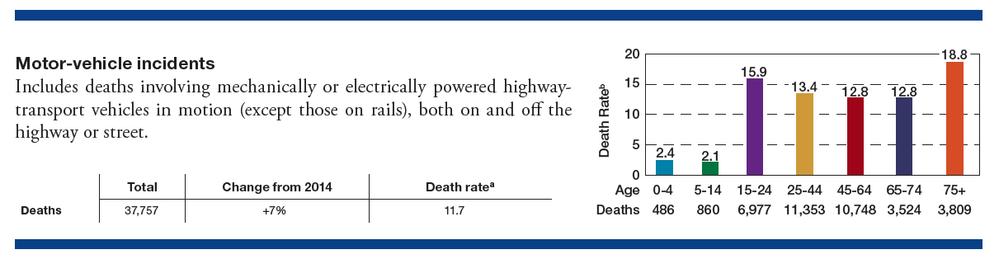 Motor-vehicle incidents
Includes deaths involving mechanically or electrically powered highway-
transport vehicles in motion (except those on rails), both on and off the
highway or street.
Total Change from 2014 Death rateᵃ
Deaths 37,757 +7% 11.7
Death Rateᵇ
20
15
10
5
0
2.4
2.1
15.9
13.4
12.8
12.8
18.8
Age 0-4 5-14 15-24 25-44 45-64 65-74 75+
Deaths 486 860 6,977 11,353 10,748 3,524 3,809